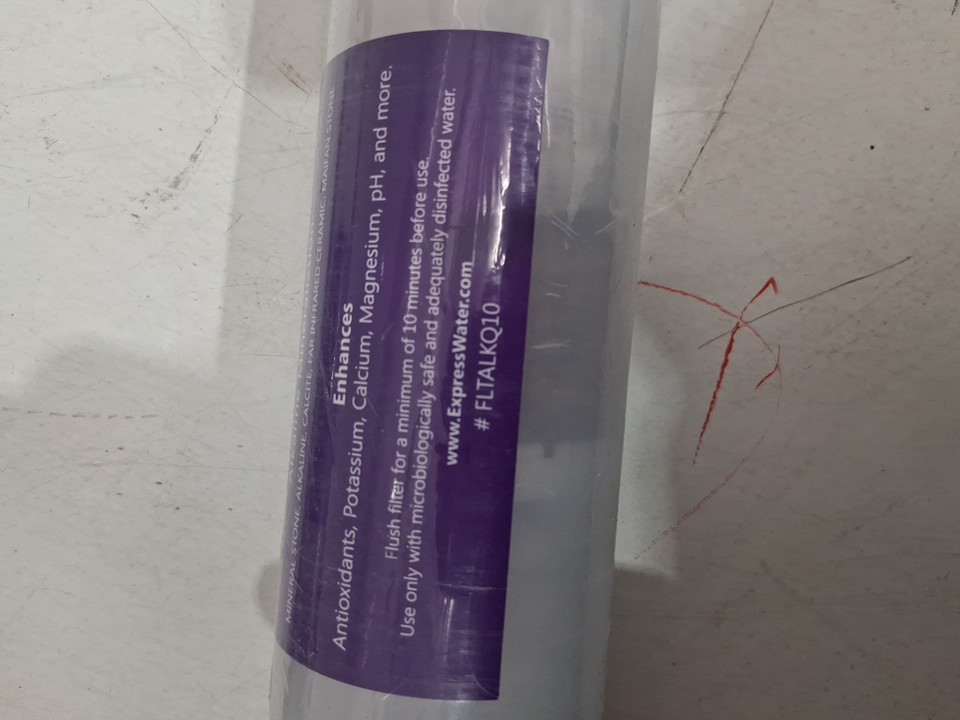 MINERAL STONE, ALKALINE, CALCITE, FAR INFRARED CERAMIC, MAIFAN STONE
Enhances
Antioxidants, Potassium, Calcium, Magnesium, pH, and more.
Flush filter for a minimum of 10 minutes before use.
Use only with microbiologically safe and adequately disinfected water.
www.ExpressWater.com
# FLTALKQ10